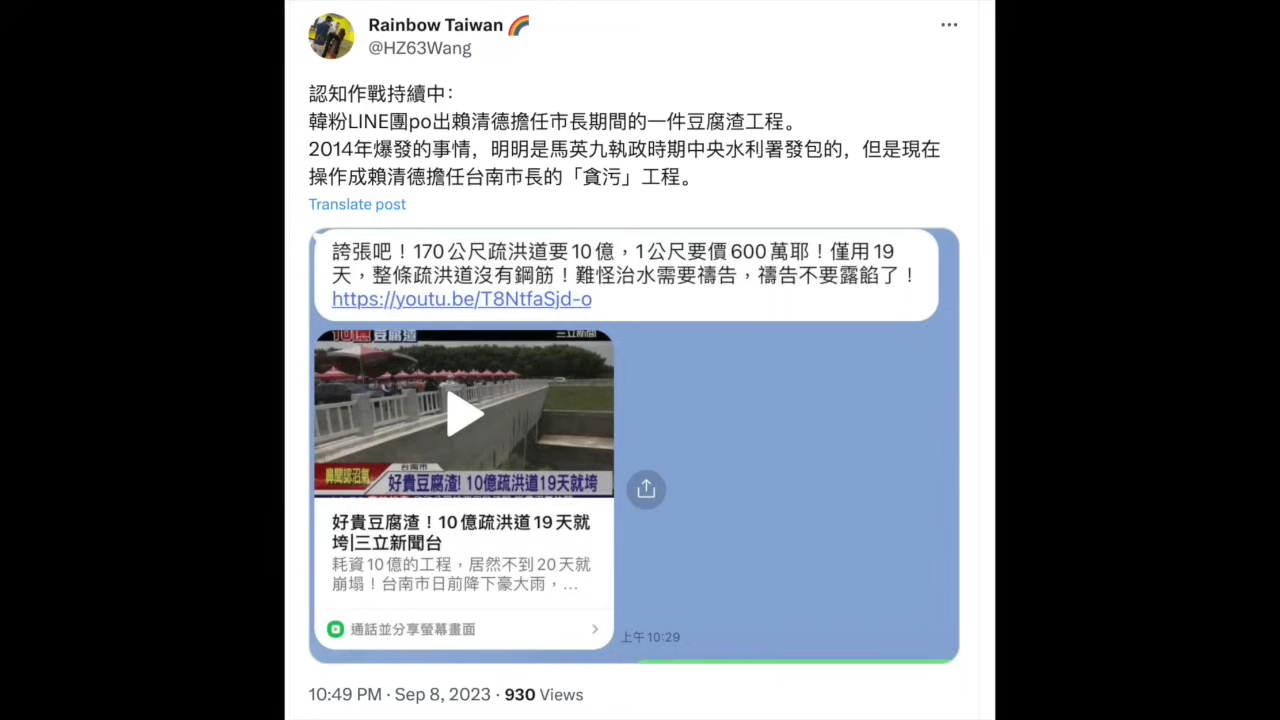 Rainbow Taiwan 🌈
@HZ63Wang
認知作戰持續中：
韓粉LINE團po出賴清德擔任市長期間的一件豆腐渣工程。
2014年爆發的事情，明明是馬英九執政時期中央水利署發包的，但是現在
操作成賴清德擔任台南市長的「貪污」工程。
Translate post
誇張吧！170公尺疏洪道要10億，1公尺要價600萬耶！僅用19
天，整條疏洪道沒有鋼筋！難怪治水需要禱告，禱告不要露餡了！
https://youtu.be/T8NtfaSjd-o
10億豆腐渣
三立新聞
台南市
好貴豆腐渣! 10億疏洪道19天就垮
好貴豆腐渣！10億疏洪道19天就
垮|三立新聞台
耗資10億的工程，居然不到20天就
崩塌！台南市日前降下豪大雨，...
通話並分享螢幕畫面
上午10:29
10:49 PM · Sep 8, 2023 · 930 Views